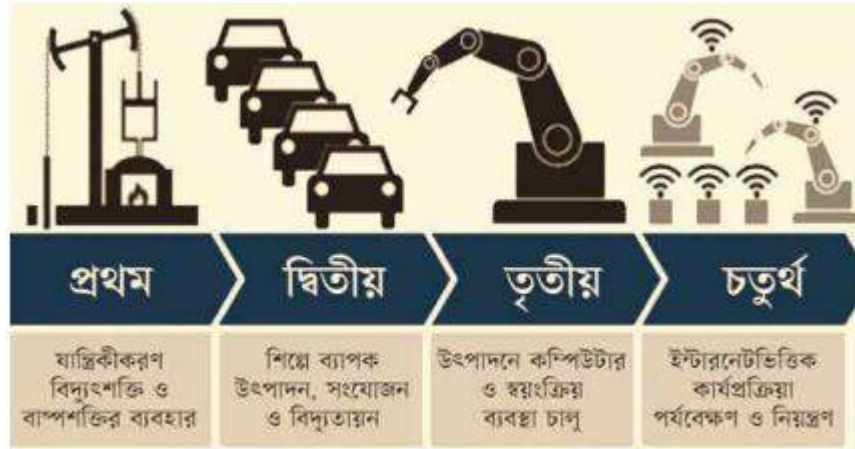 প্রথম
দ্বিতীয়
তৃতীয়
চতুর্থ
যান্ত্রিকীকরণ
বিদ্যুৎশক্তি ও
বাষ্পশক্তির ব্যবহার
শিল্পে ব্যাপক
উৎপাদন, সংযোজন
ও বিদ্যুতায়ন
উৎপাদনে কম্পিউটার
ও স্বয়ংক্রিয়
ব্যবস্থা চালু
ইন্টারনেটভিত্তিক
কার্যপ্রক্রিয়া
পর্যবেক্ষণ ও নিয়ন্ত্রণ